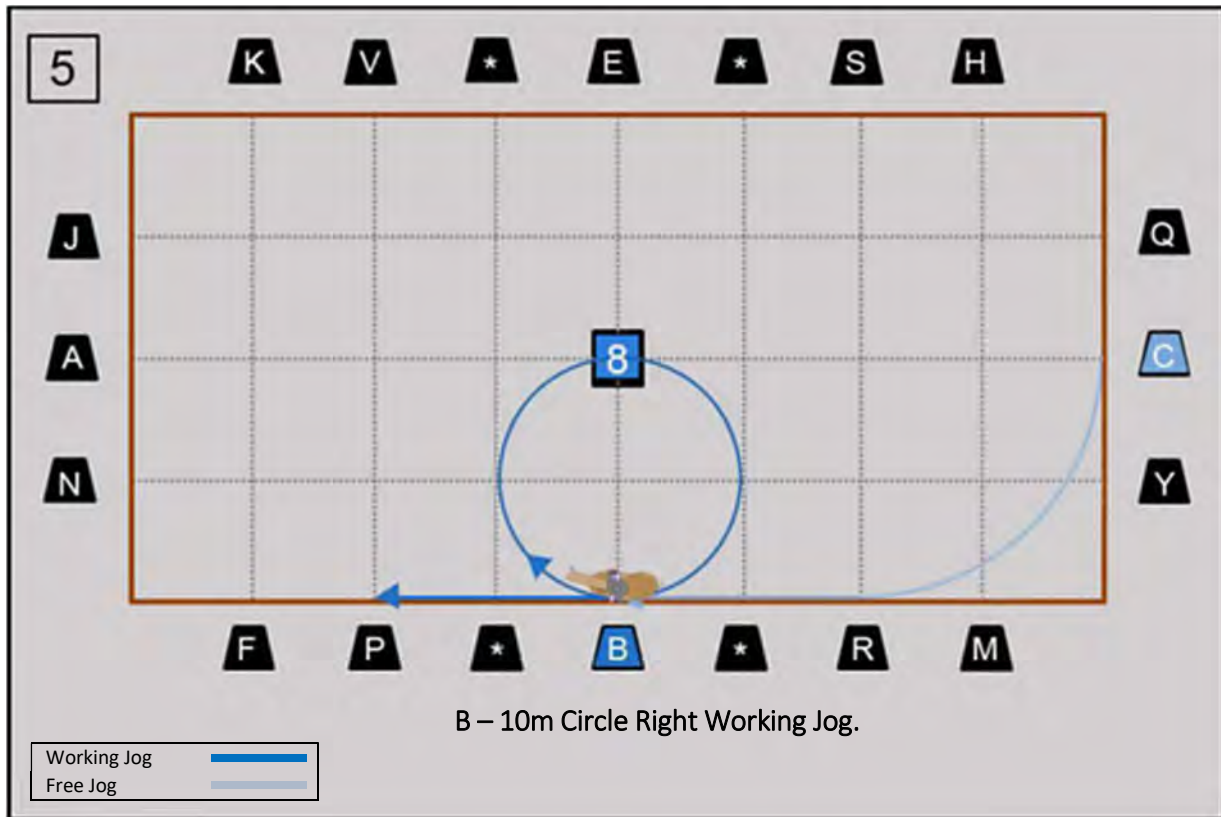 5
K V * E * S H
J
Q
A
8
C
N
Y
F P * B * R M
B – 10m Circle Right Working Jog.
Working Jog
Free Jog